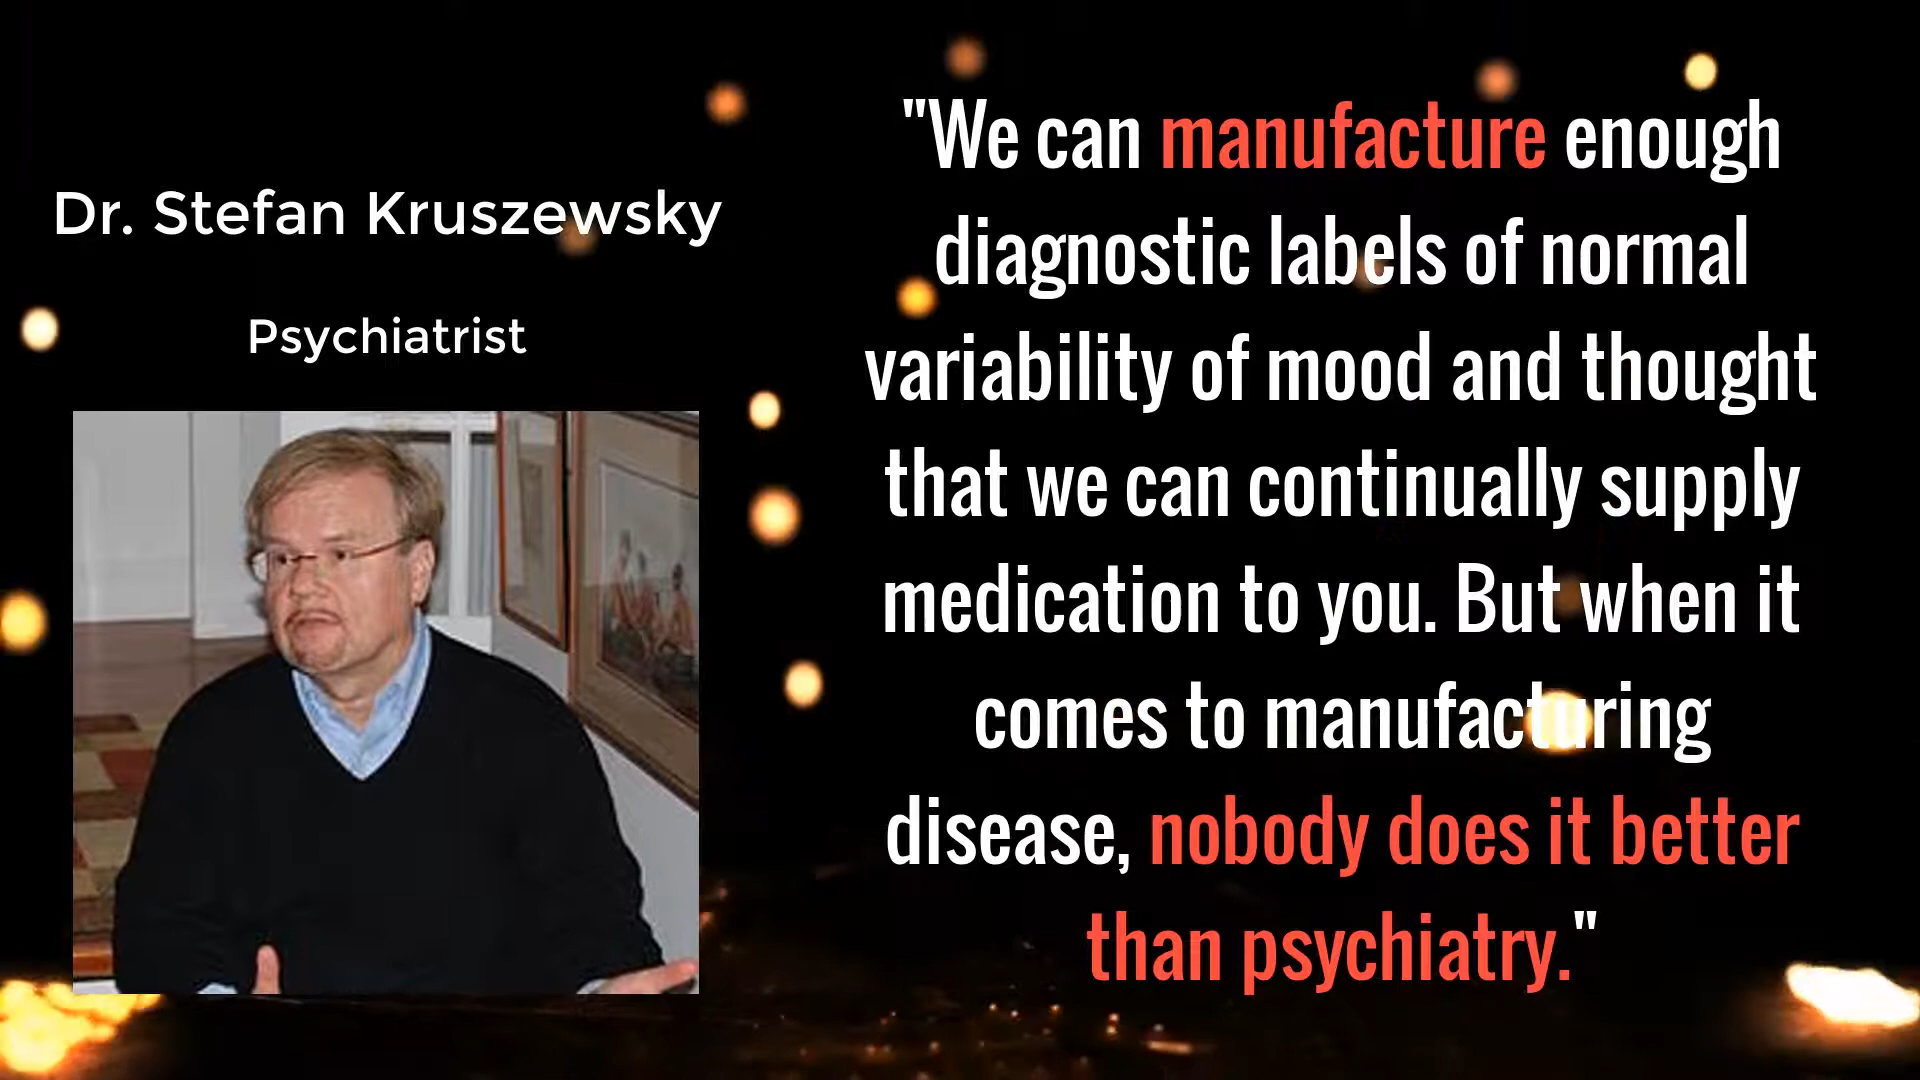 Dr. Stefan Kruszewsky
Psychiatrist
"We can manufacture enough
diagnostic labels of normal
variability of mood and thought
that we can continually supply
medication to you. But when it
comes to manufacturing
disease, nobody does it better
than psychiatry."